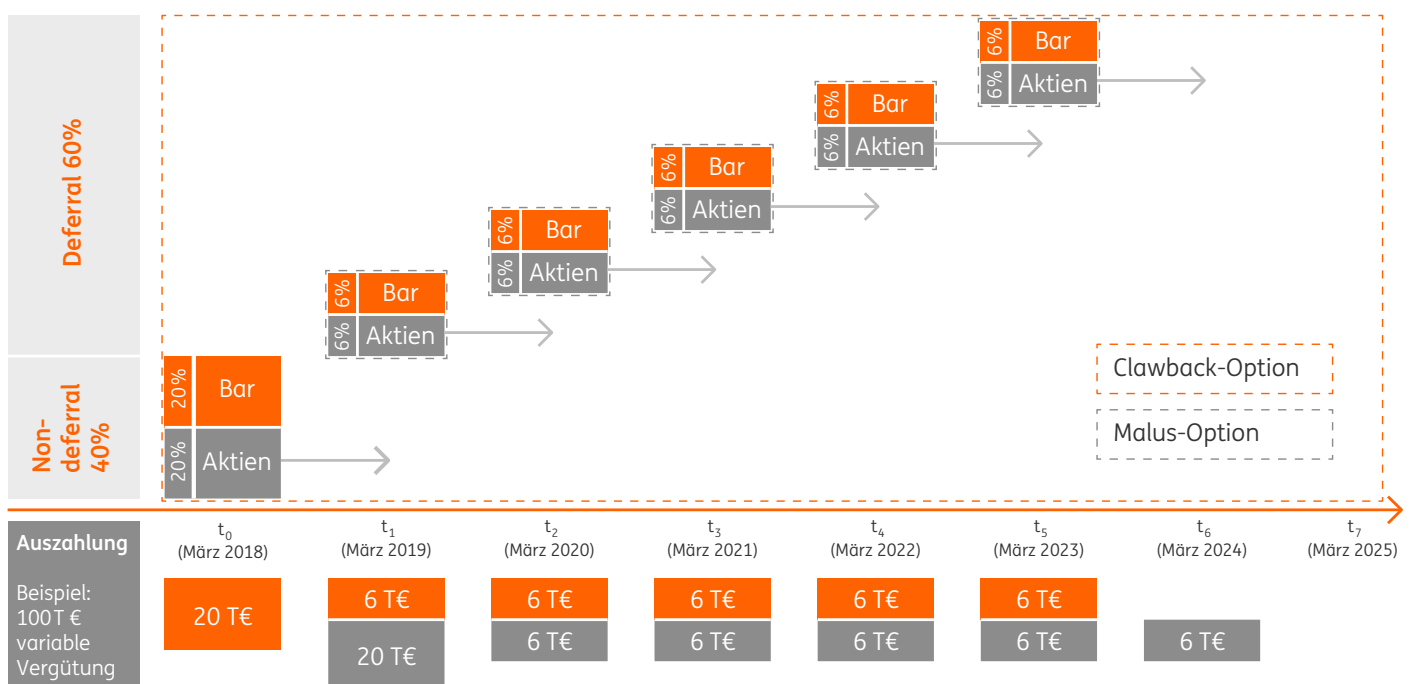 Deferral 60%
6%
Bar
6%
Aktien
6%
Bar
6%
Aktien
6%
Bar
6%
Aktien
6%
Bar
6%
Aktien
6%
Bar
6%
Aktien
Clawback-Option
Malus-Option
Non-
deferral
40%
20%
Bar
20%
Aktien
Auszahlung
Beispiel:
100T €
variable
Vergütung
t0
(März 2018)
t1
(März 2019)
t2
(März 2020)
t3
(März 2021)
t4
(März 2022)
t5
(März 2023)
t6
(März 2024)
t7
(März 2025)
20 T€
6 T€
20 T€
6 T€
6 T€
6 T€
6 T€
6 T€
6 T€
6 T€
6 T€
6 T€